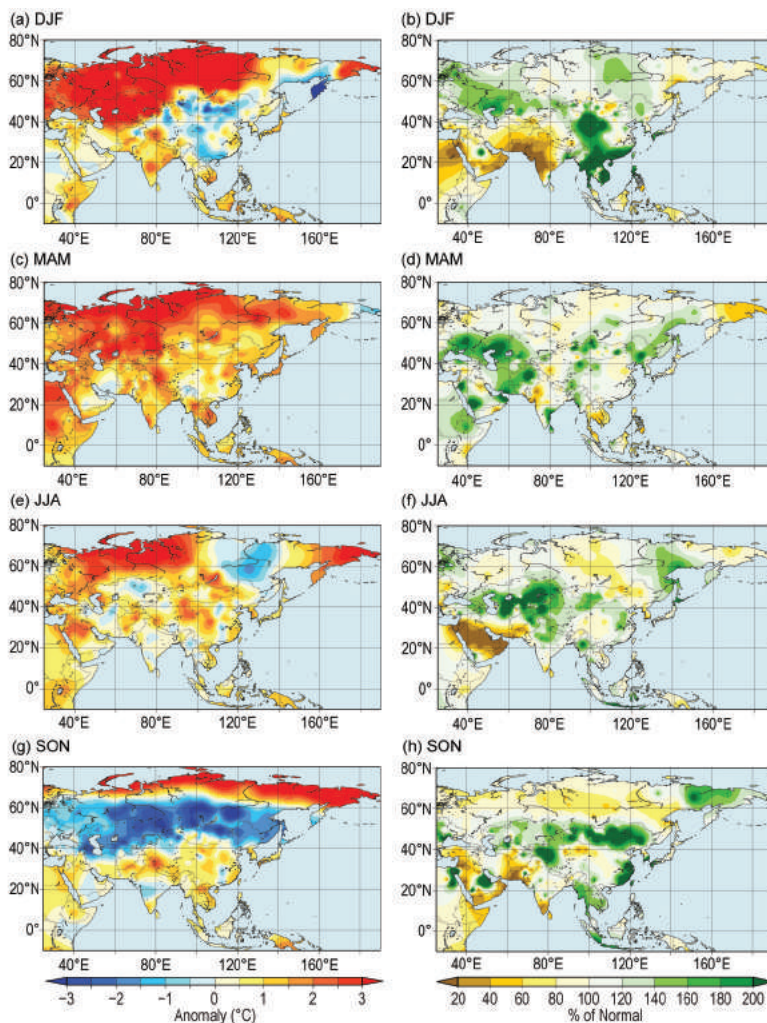 (a) DJF
(b) DJF
80°N
60°N
40°N
20°N
0°
40°E 80°E 120°E 160°E
80°N
60°N
40°N
20°N
0°
40°E 80°E 120°E 160°E
(c) MAM
(d) MAM
80°N
60°N
40°N
20°N
0°
40°E 80°E 120°E 160°E
80°N
60°N
40°N
20°N
0°
40°E 80°E 120°E 160°E
(e) JJA
(f) JJA
80°N
60°N
40°N
20°N
0°
40°E 80°E 120°E 160°E
80°N
60°N
40°N
20°N
0°
40°E 80°E 120°E 160°E
(g) SON
(h) SON
80°N
60°N
40°N
20°N
0°
40°E 80°E 120°E 160°E
80°N
60°N
40°N
20°N
0°
40°E 80°E 120°E 160°E
−3 −2 −1 0 1 2 3
Anomaly (°C)
20 40 60 80 100 120 140 160 180 200
% of Normal